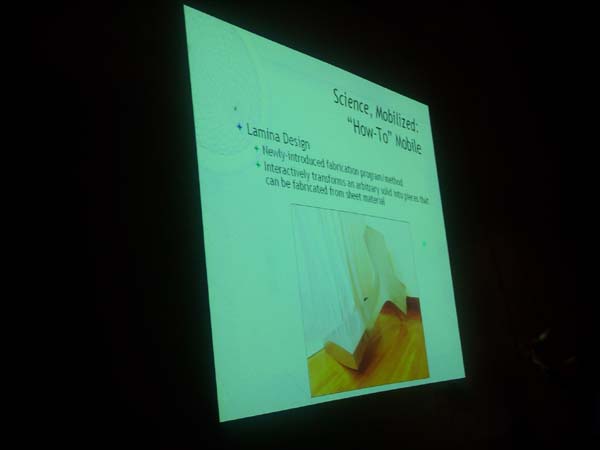 Science, Mobilized:
“How-To” Mobile
Lamina Design
Newly-introduced fabrication program/method
Interactively transforms an arbitrary solid into pieces that
can be fabricated from sheet material